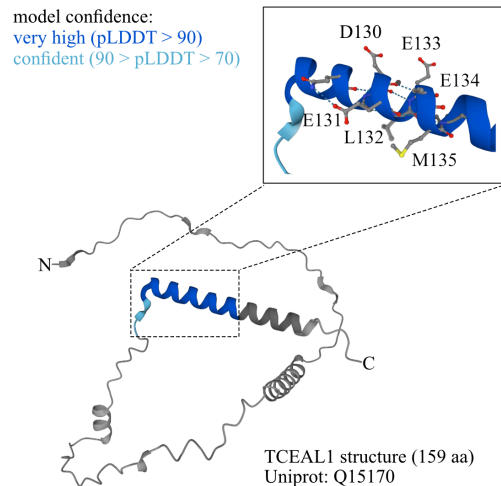 model confidence:
very high (pLDDT > 90)
confident (90 > pLDDT > 70)
D130
E133
E134
E131
L132
M135
N
C
TCEAL1 structure (159 aa)
Uniprot: Q15170